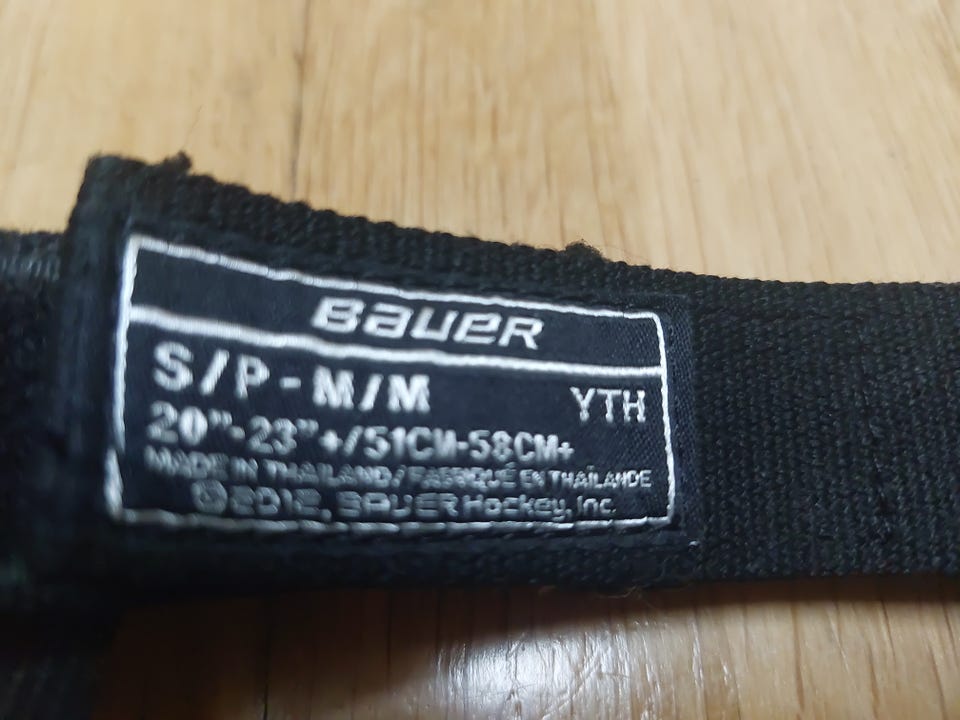 BAUER
S/P - M/M YTH
20"-23"+/51CM-58CM+
MADE IN THAILAND/FABRIQUÉ EN THAÏLANDE
©2012, BAUER Hockey, Inc.